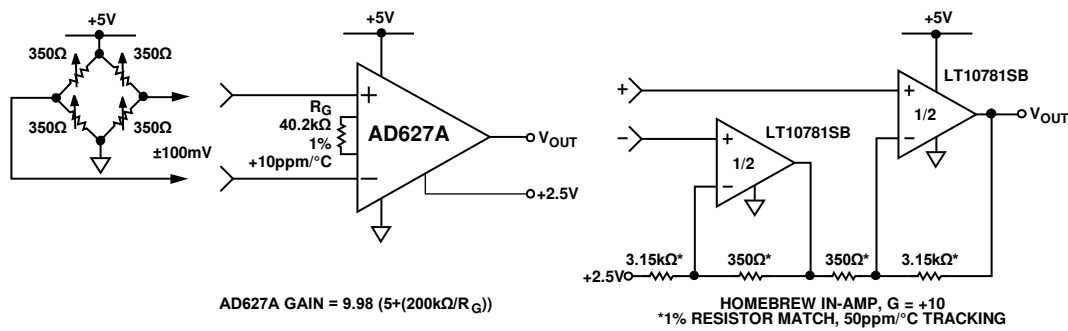 +5V
350Ω
350Ω
350Ω
350Ω
±100mV
+5V
+
R_G
40.2kΩ
1%
+10ppm/°C
AD627A
−
V_OUT
+2.5V
AD627A GAIN = 9.98 (5+(200kΩ/R_G))
+5V
LT10781SB
+
+
1/2
−
V_OUT
−
LT10781SB
+
1/2
−
3.15kΩ*
350Ω*
350Ω*
3.15kΩ*
+2.5V
HOMEBREW IN-AMP, G = +10
*1% RESISTOR MATCH, 50ppm/°C TRACKING